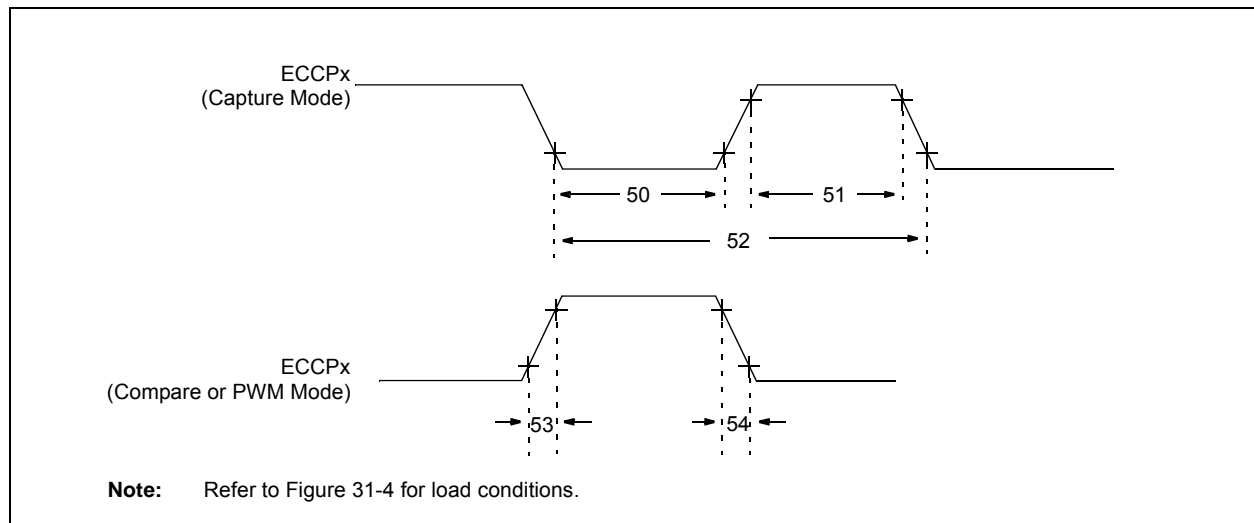 ECCPx
(Capture Mode)
50
51
52
ECCPx
(Compare or PWM Mode)
53
54
Note: Refer to Figure 31-4 for load conditions.